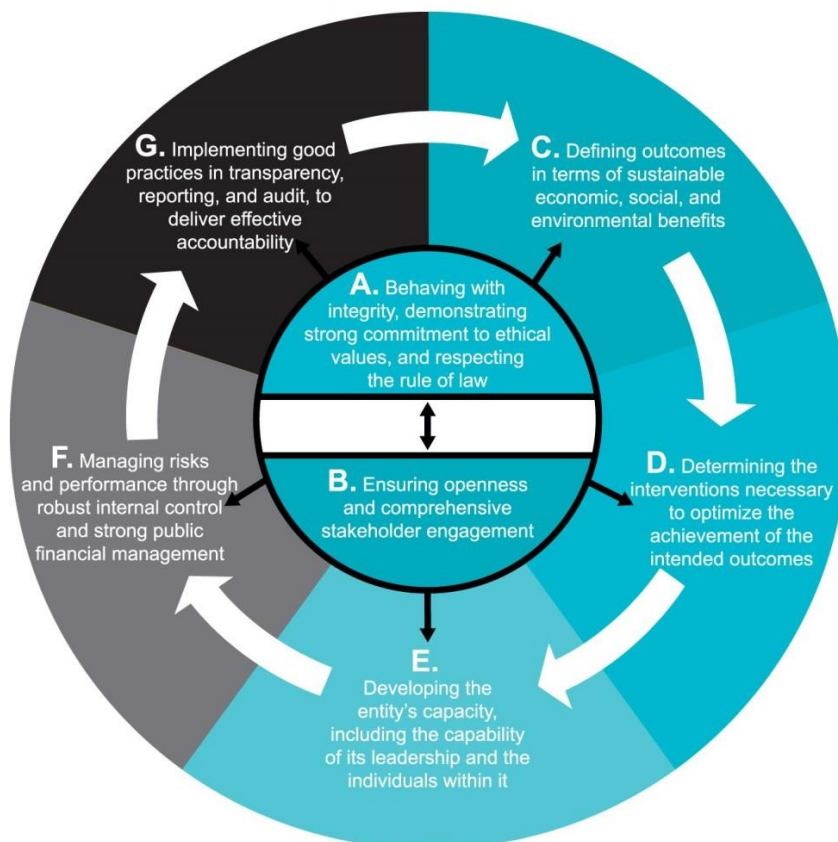 G. Implementing good
practices in transparency,
reporting, and audit, to
deliver effective
accountability
C. Defining outcomes
in terms of sustainable
economic, social, and
environmental benefits
A. Behaving with
integrity, demonstrating
strong commitment to ethical
values, and respecting
the rule of law
F. Managing risks
and performance through
robust internal control
and strong public
financial management
B. Ensuring openness
and comprehensive
stakeholder engagement
D. Determining the
interventions necessary
to optimize the
achievement of the
intended outcomes
E.
Developing the
entity’s capacity,
including the capability
of its leadership and the
individuals within it